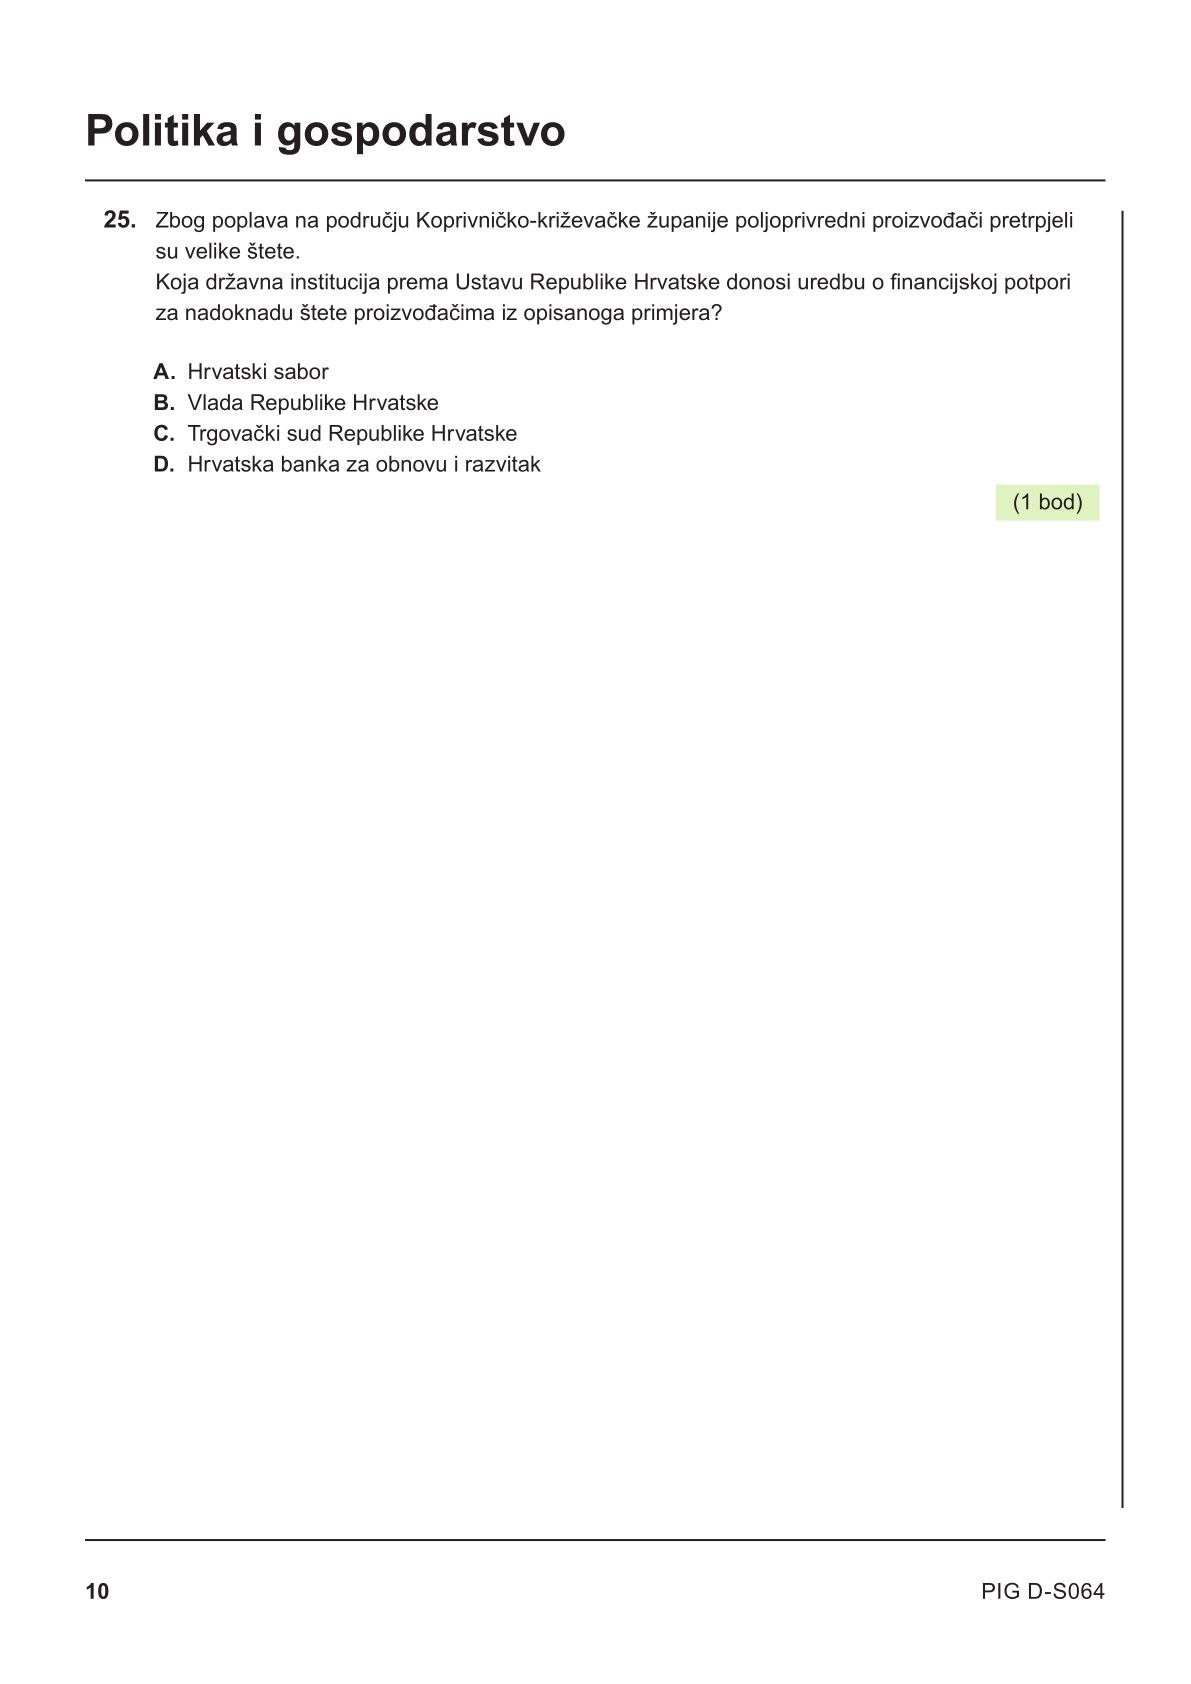 Politika i gospodarstvo
25. Zbog poplava na području Koprivničko-križevačke županije poljoprivredni proizvođači pretrpjeli
su velike štete.
Koja državna institucija prema Ustavu Republike Hrvatske donosi uredbu o financijskoj potpori
za nadoknadu štete proizvođačima iz opisanoga primjera?
A. Hrvatski sabor
B. Vlada Republike Hrvatske
C. Trgovački sud Republike Hrvatske
D. Hrvatska banka za obnovu i razvitak
(1 bod)
10
PIG D-S064